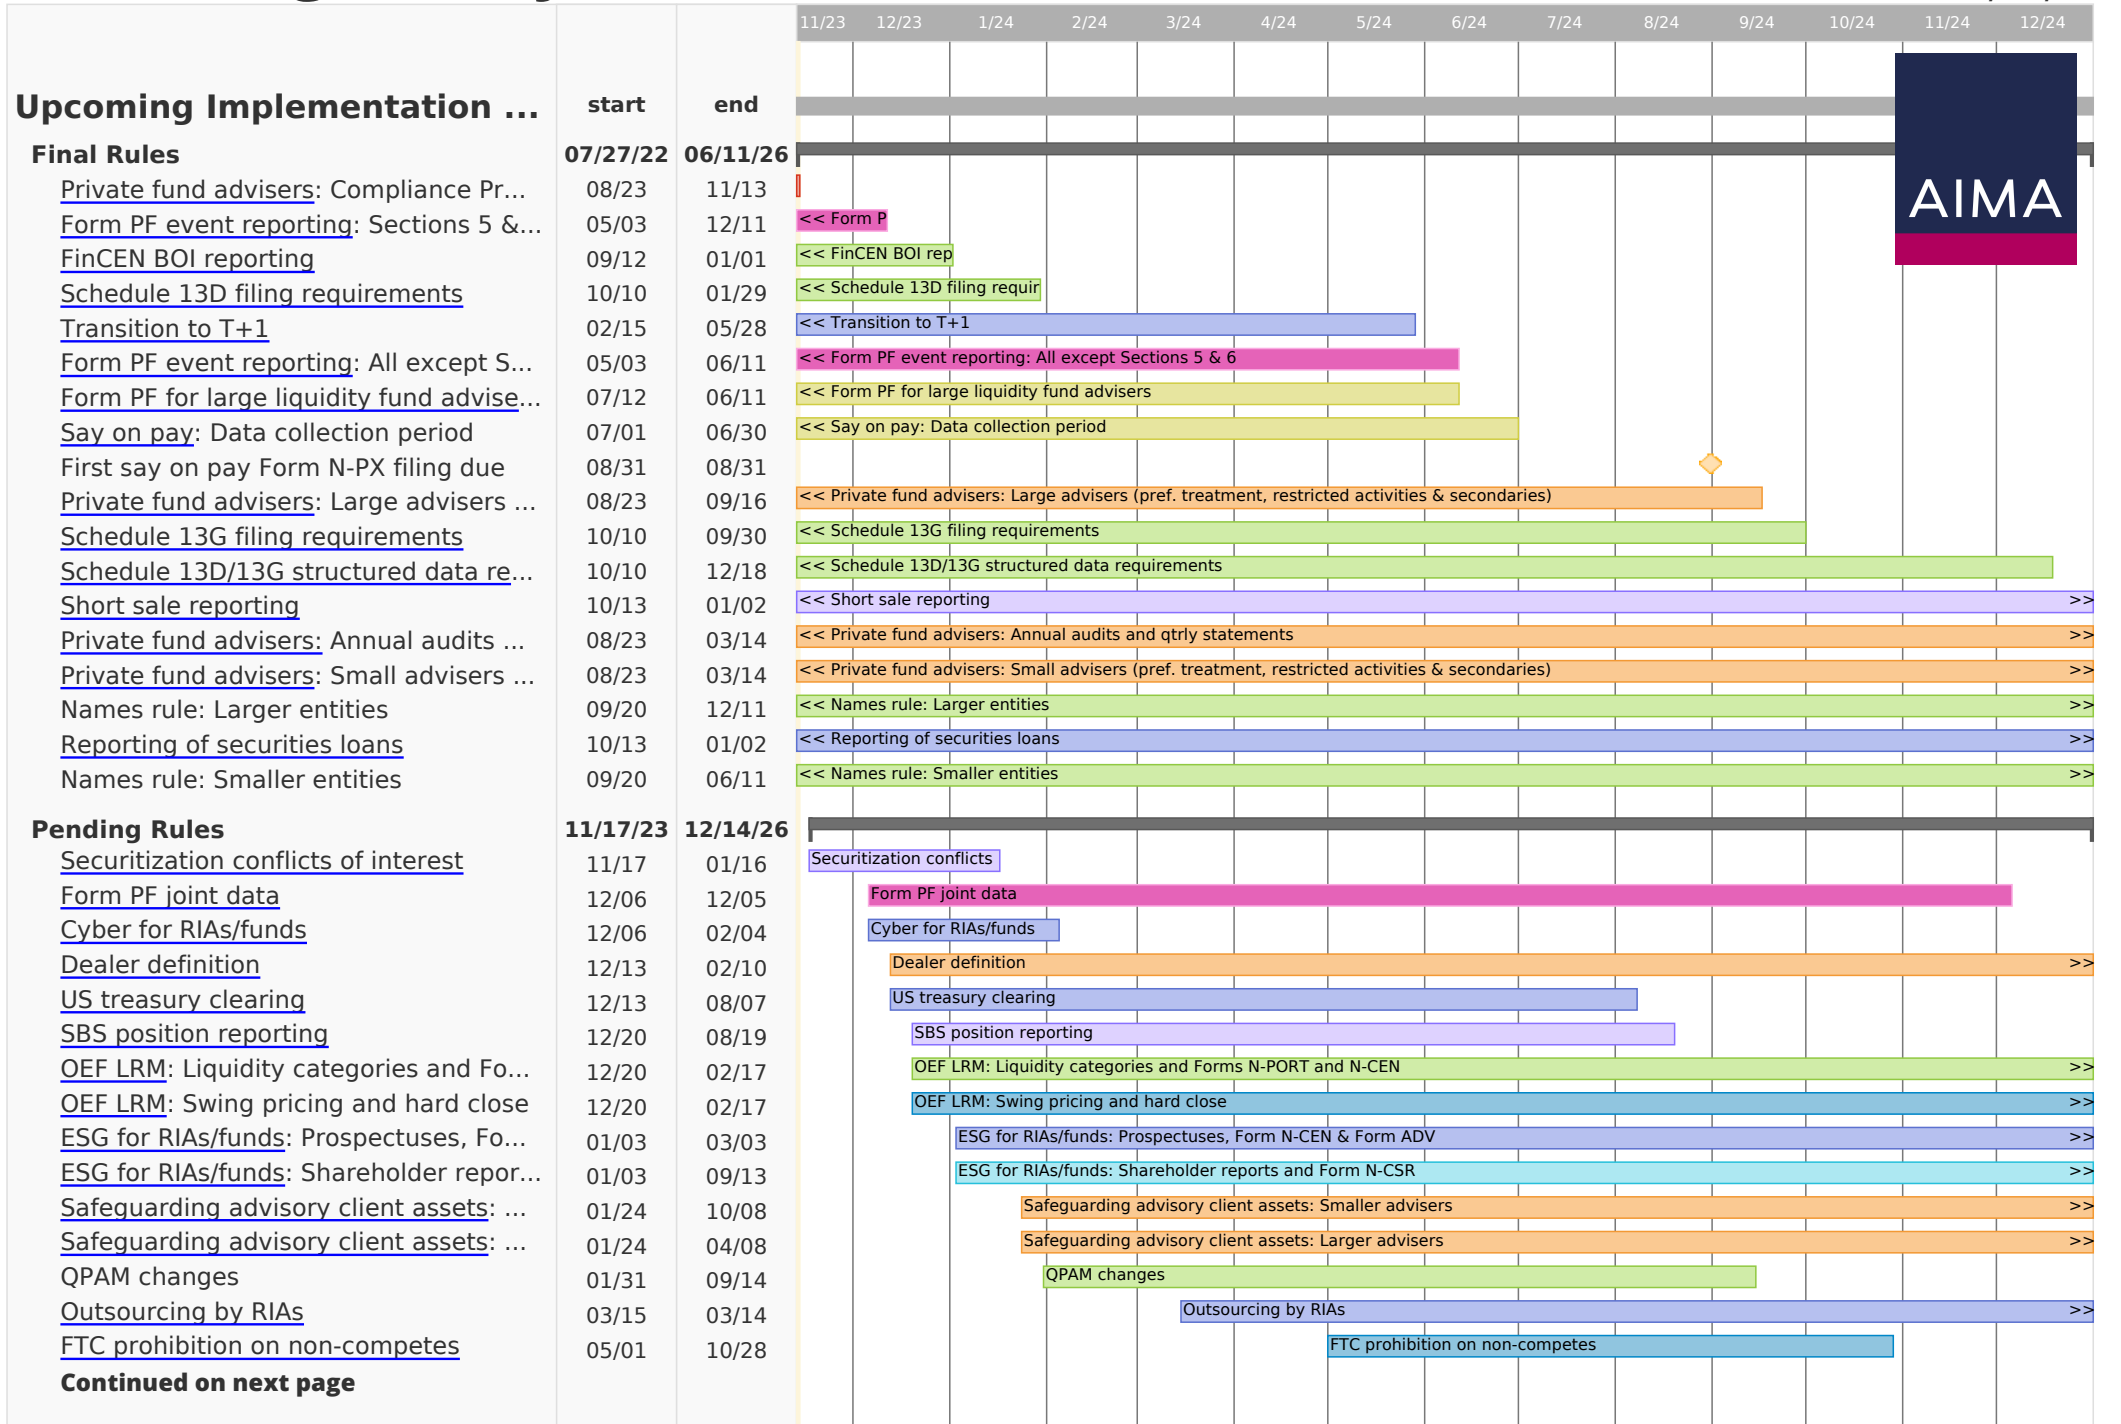 11/23 12/23 1/24 2/24 3/24 4/24 5/24 6/24 7/24 8/24 9/24 10/24 11/24 12/24
Upcoming Implementation ... start end
AIMA
Final Rules 07/27/22 06/11/26
Private fund advisers: Compliance Pr... 08/23 11/13
Form PF event reporting: Sections 5 &... 05/03 12/11 << Form P
FinCEN BOI reporting 09/12 01/01 << FinCEN BOI rep
Schedule 13D filing requirements 10/10 01/29 << Schedule 13D filing requir
Transition to T+1 02/15 05/28 << Transition to T+1
Form PF event reporting: All except S... 05/03 06/11 << Form PF event reporting: All except Sections 5 & 6
Form PF for large liquidity fund advise... 07/12 06/11 << Form PF for large liquidity fund advisers
Say on pay: Data collection period 07/01 06/30 << Say on pay: Data collection period
First say on pay Form N-PX filing due 08/31 08/31
Private fund advisers: Large advisers ... 08/23 09/16 << Private fund advisers: Large advisers (pref. treatment, restricted activities & secondaries)
Schedule 13G filing requirements 10/10 09/30 << Schedule 13G filing requirements
Schedule 13D/13G structured data re... 10/10 12/18 << Schedule 13D/13G structured data requirements
Short sale reporting 10/13 01/02 << Short sale reporting >>
Private fund advisers: Annual audits ... 08/23 03/14 << Private fund advisers: Annual audits and qtrly statements >>
Private fund advisers: Small advisers ... 08/23 03/14 << Private fund advisers: Small advisers (pref. treatment, restricted activities & secondaries) >>
Names rule: Larger entities 09/20 12/11 << Names rule: Larger entities >>
Reporting of securities loans 10/13 01/02 << Reporting of securities loans >>
Names rule: Smaller entities 09/20 06/11 << Names rule: Smaller entities >>
Pending Rules 11/17/23 12/14/26
Securitization conflicts of interest 11/17 01/16 Securitization conflicts
Form PF joint data 12/06 12/05 Form PF joint data
Cyber for RIAs/funds 12/06 02/04 Cyber for RIAs/funds
Dealer definition 12/13 02/10 Dealer definition >>
US treasury clearing 12/13 08/07 US treasury clearing
SBS position reporting 12/20 08/19 SBS position reporting
OEF LRM: Liquidity categories and Fo... 12/20 02/17 OEF LRM: Liquidity categories and Forms N-PORT and N-CEN >>
OEF LRM: Swing pricing and hard close 12/20 02/17 OEF LRM: Swing pricing and hard close >>
ESG for RIAs/funds: Prospectuses, Fo... 01/03 03/03 ESG for RIAs/funds: Prospectuses, Form N-CEN & Form ADV >>
ESG for RIAs/funds: Shareholder repor... 01/03 09/13 ESG for RIAs/funds: Shareholder reports and Form N-CSR >>
Safeguarding advisory client assets: ... 01/24 10/08 Safeguarding advisory client assets: Smaller advisers >>
Safeguarding advisory client assets: ... 01/24 04/08 Safeguarding advisory client assets: Larger advisers >>
QPAM changes 01/31 09/14 QPAM changes
Outsourcing by RIAs 03/15 03/14 Outsourcing by RIAs >>
FTC prohibition on non-competes 05/01 10/28 FTC prohibition on non-competes
Continued on next page